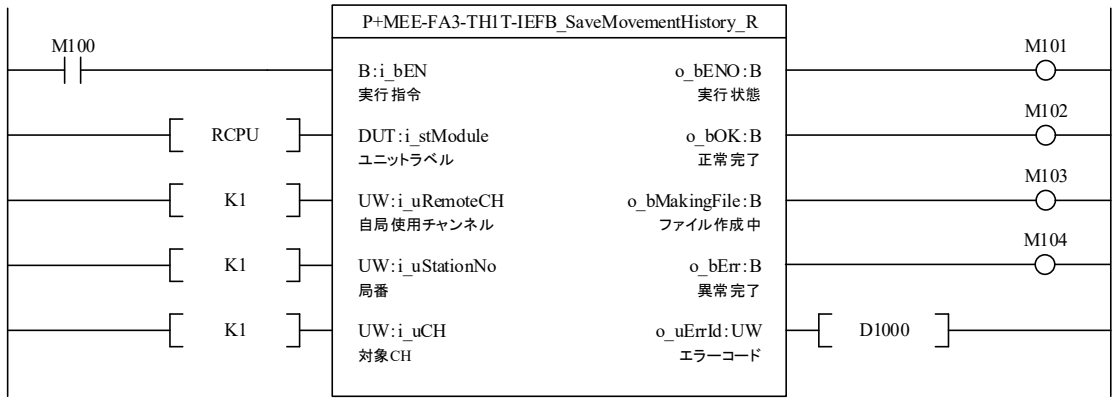 P+MEE-FA3-TH1T-IEFB_SaveMovementHistory_R
M100
B:i_bEN
実行指令
o_bENO:B
実行状態
M101
RCPU
DUT:i_stModule
ユニットラベル
o_bOK:B
正常完了
M102
K1
UW:i_uRemoteCH
自局使用チャンネル
o_bMakingFile:B
ファイル作成中
M103
K1
UW:i_uStationNo
局番
o_bErr:B
異常完了
M104
K1
UW:i_uCH
対象CH
o_uErrId:UW
エラーコード
D1000